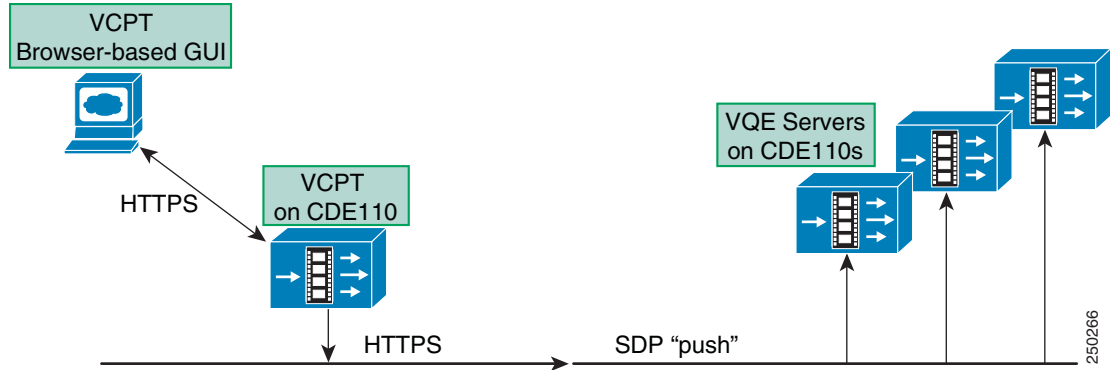 VCPT
Browser-based GUI
HTTPS
VCPT
on CDE110
HTTPS
SDP “push”
VQE Servers
on CDE110s
250266